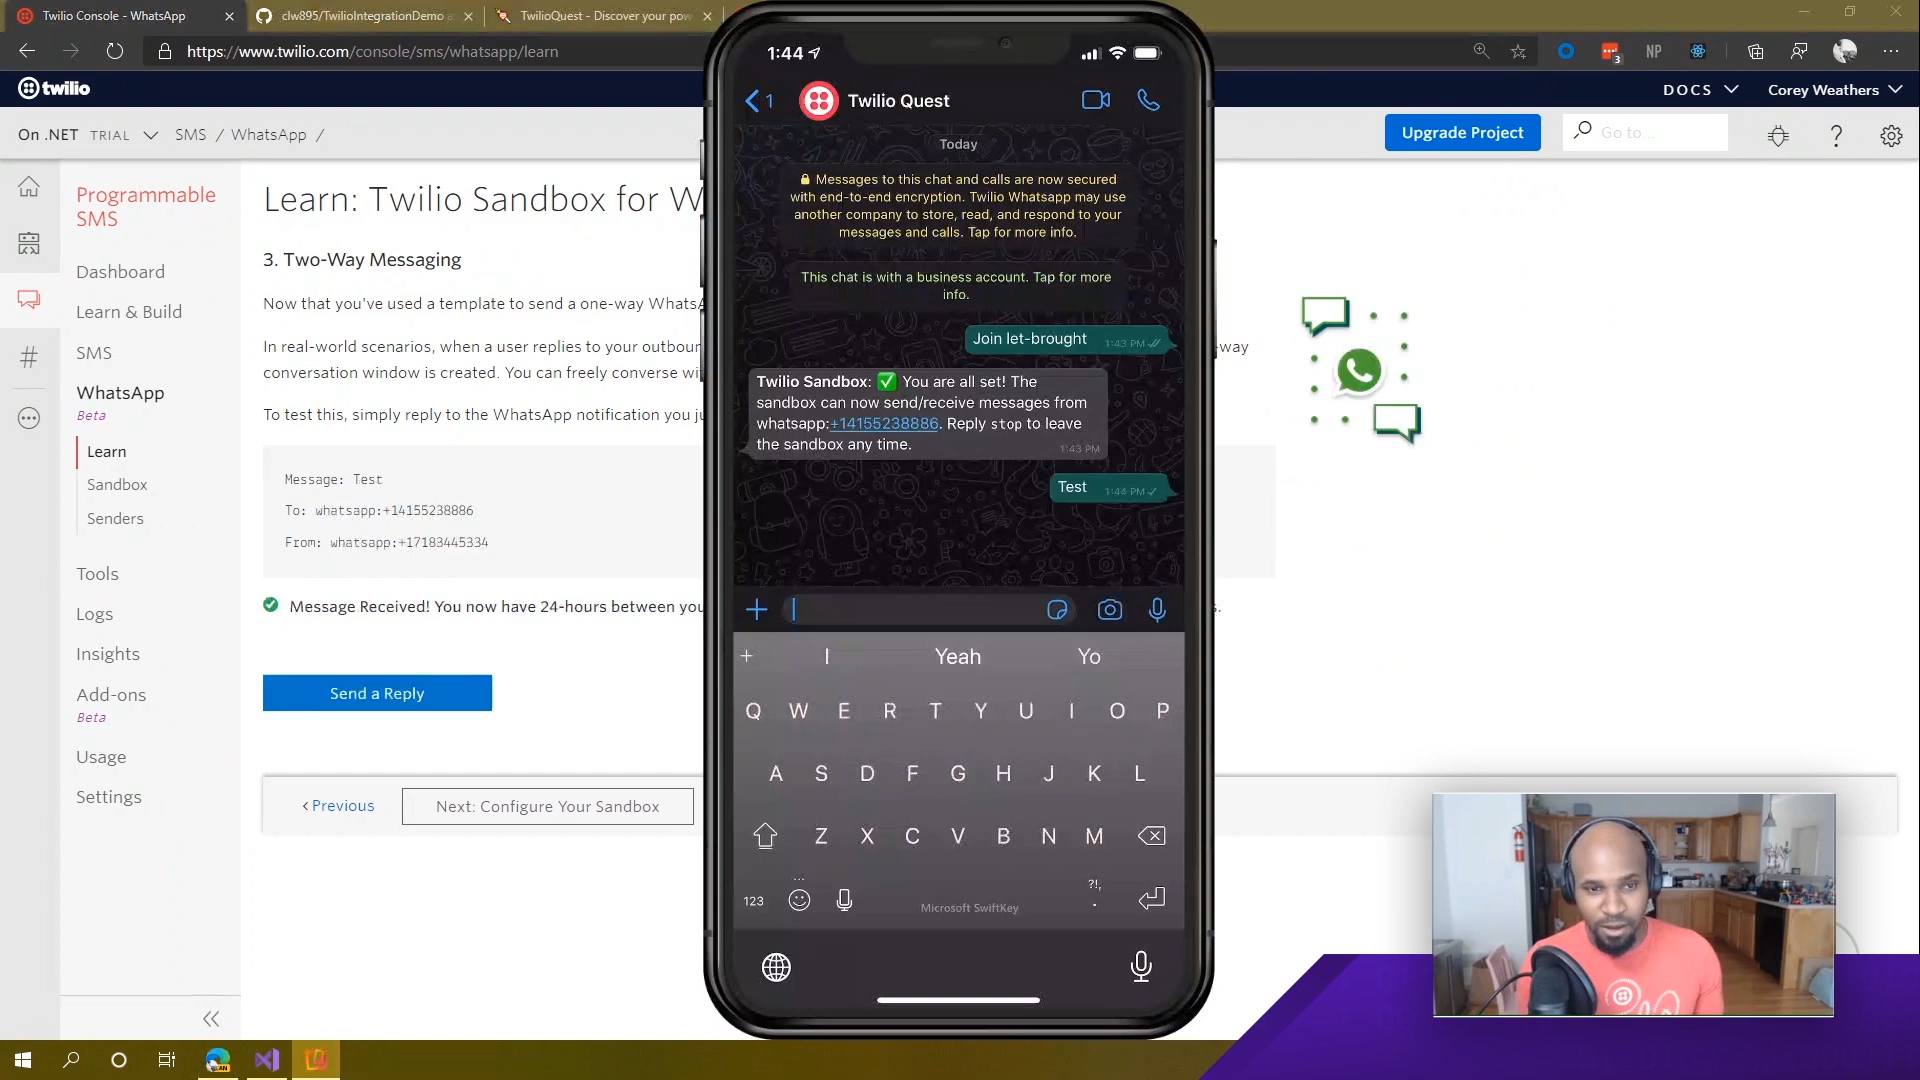 Twilio Console - WhatsApp
clw895/TwilioIntegrationDemo
TwilioQuest - Discover your pow
https://www.twilio.com/console/sms/whatsapp/learn
3
NP
twilio
DOCS
Corey Weathers
On .NET TRIAL
SMS / WhatsApp /
Upgrade Project
Go to...
Programmable
SMS
Dashboard
Learn & Build
SMS
WhatsApp
Beta
Learn
Sandbox
Senders
Tools
Logs
Insights
Add-ons
Beta
Usage
Settings
Learn: Twilio Sandbox for W
3. Two-Way Messaging
Now that you've used a template to send a one-way WhatsA
In real-world scenarios, when a user replies to your outboun
way
conversation window is created. You can freely converse wi
To test this, simply reply to the WhatsApp notification you ju
Message: Test
To: whatsapp:+14155238886
From: whatsapp:+17183445334
Message Received! You now have 24-hours between you
s.
Send a Reply
‹ Previous
Next: Configure Your Sandbox
1:44
1
Twilio Quest
Today
Messages to this chat and calls are now secured
with end-to-end encryption. Twilio Whatsapp may use
another company to store, read, and respond to your
messages and calls. Tap for more info.
This chat is with a business account. Tap for more
info.
Join let-brought 1:43 PM
Twilio Sandbox: ✅ You are all set! The
sandbox can now send/receive messages from
whatsapp:+14155238886. Reply stop to leave
the sandbox any time.
1:43 PM
Test 1:44 PM
+ I Yeah Yo
Q W E R T Y U I O P
A S D F G H J K L
Z X C V B N M
123
Microsoft SwiftKey
?!,
.